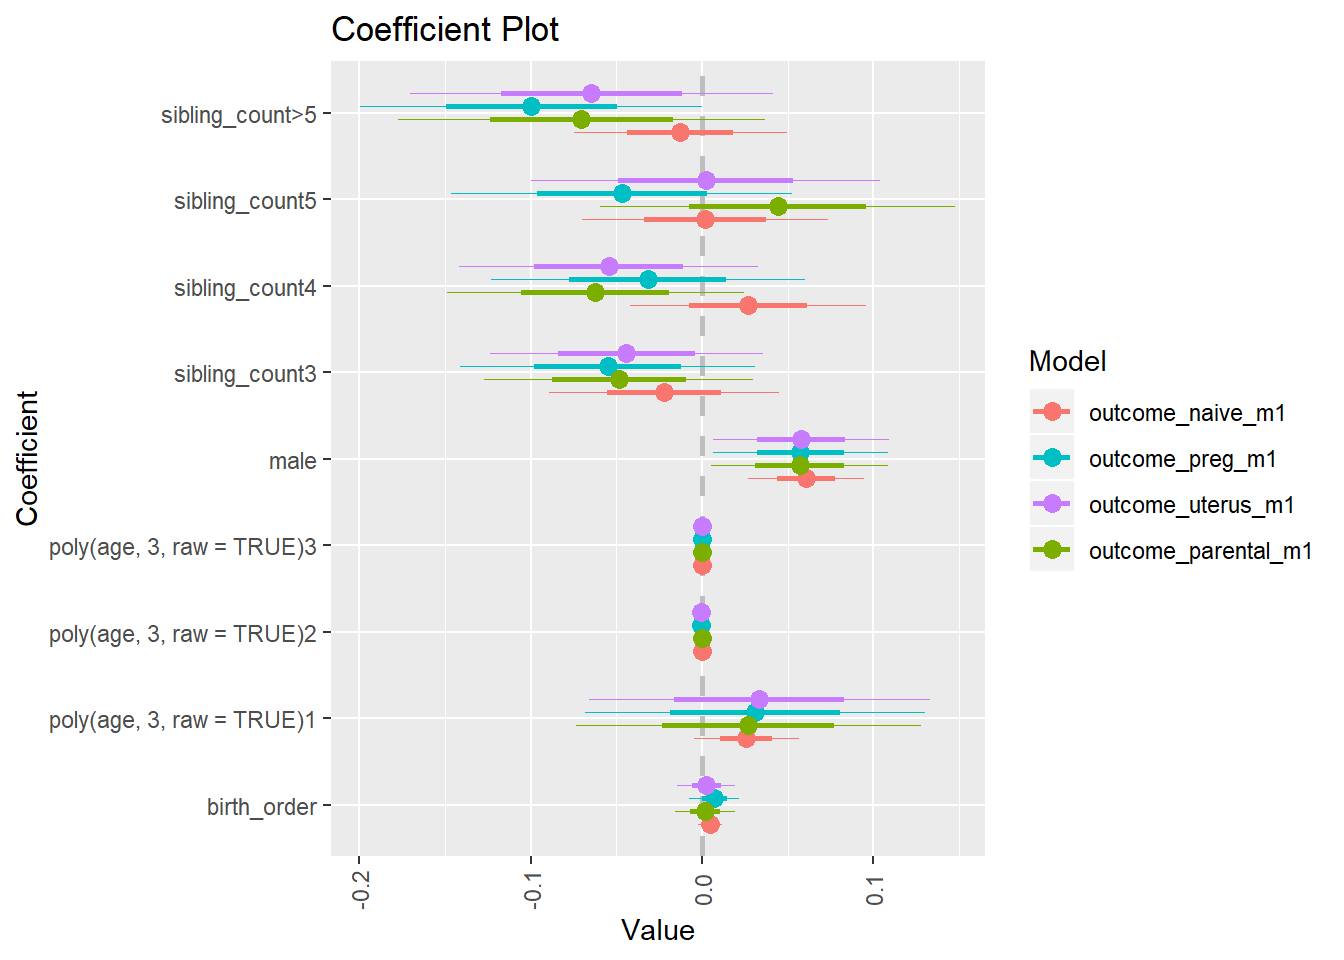 Coefficient Plot
sibling_count>5
sibling_count5
sibling_count4
sibling_count3
male
poly(age, 3, raw = TRUE)3
poly(age, 3, raw = TRUE)2
poly(age, 3, raw = TRUE)1
birth_order
Coefficient
-0.2
-0.1
0.0
0.1
Value
Model
outcome_naive_m1
outcome_preg_m1
outcome_uterus_m1
outcome_parental_m1